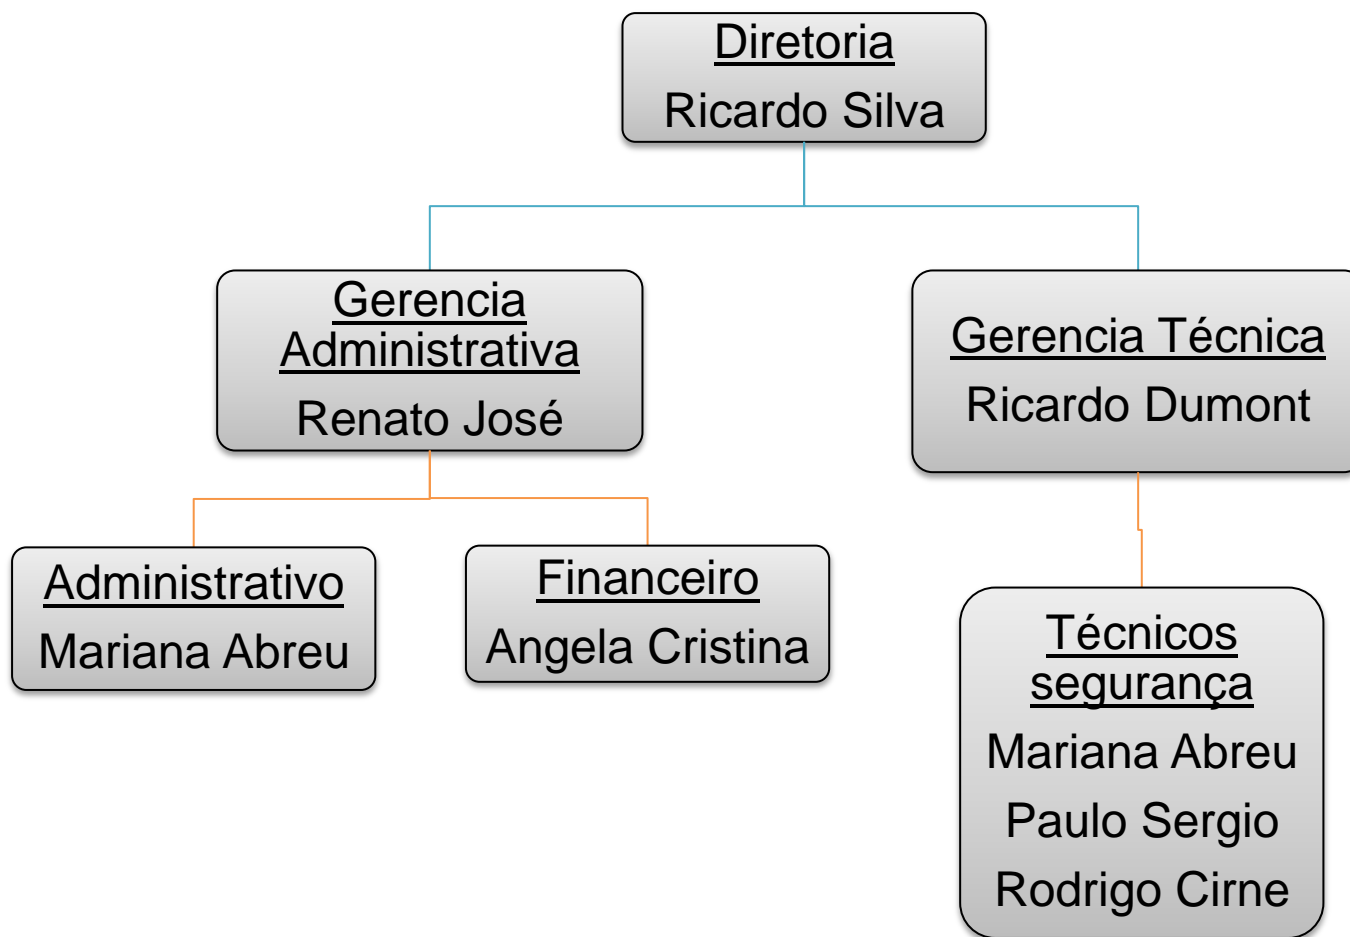 Diretoria
Ricardo Silva
Gerencia
Administrativa
Renato José
Gerencia Técnica
Ricardo Dumont
Administrativo
Mariana Abreu
Financeiro
Angela Cristina
Técnicos
segurança
Mariana Abreu
Paulo Sergio
Rodrigo Cirne